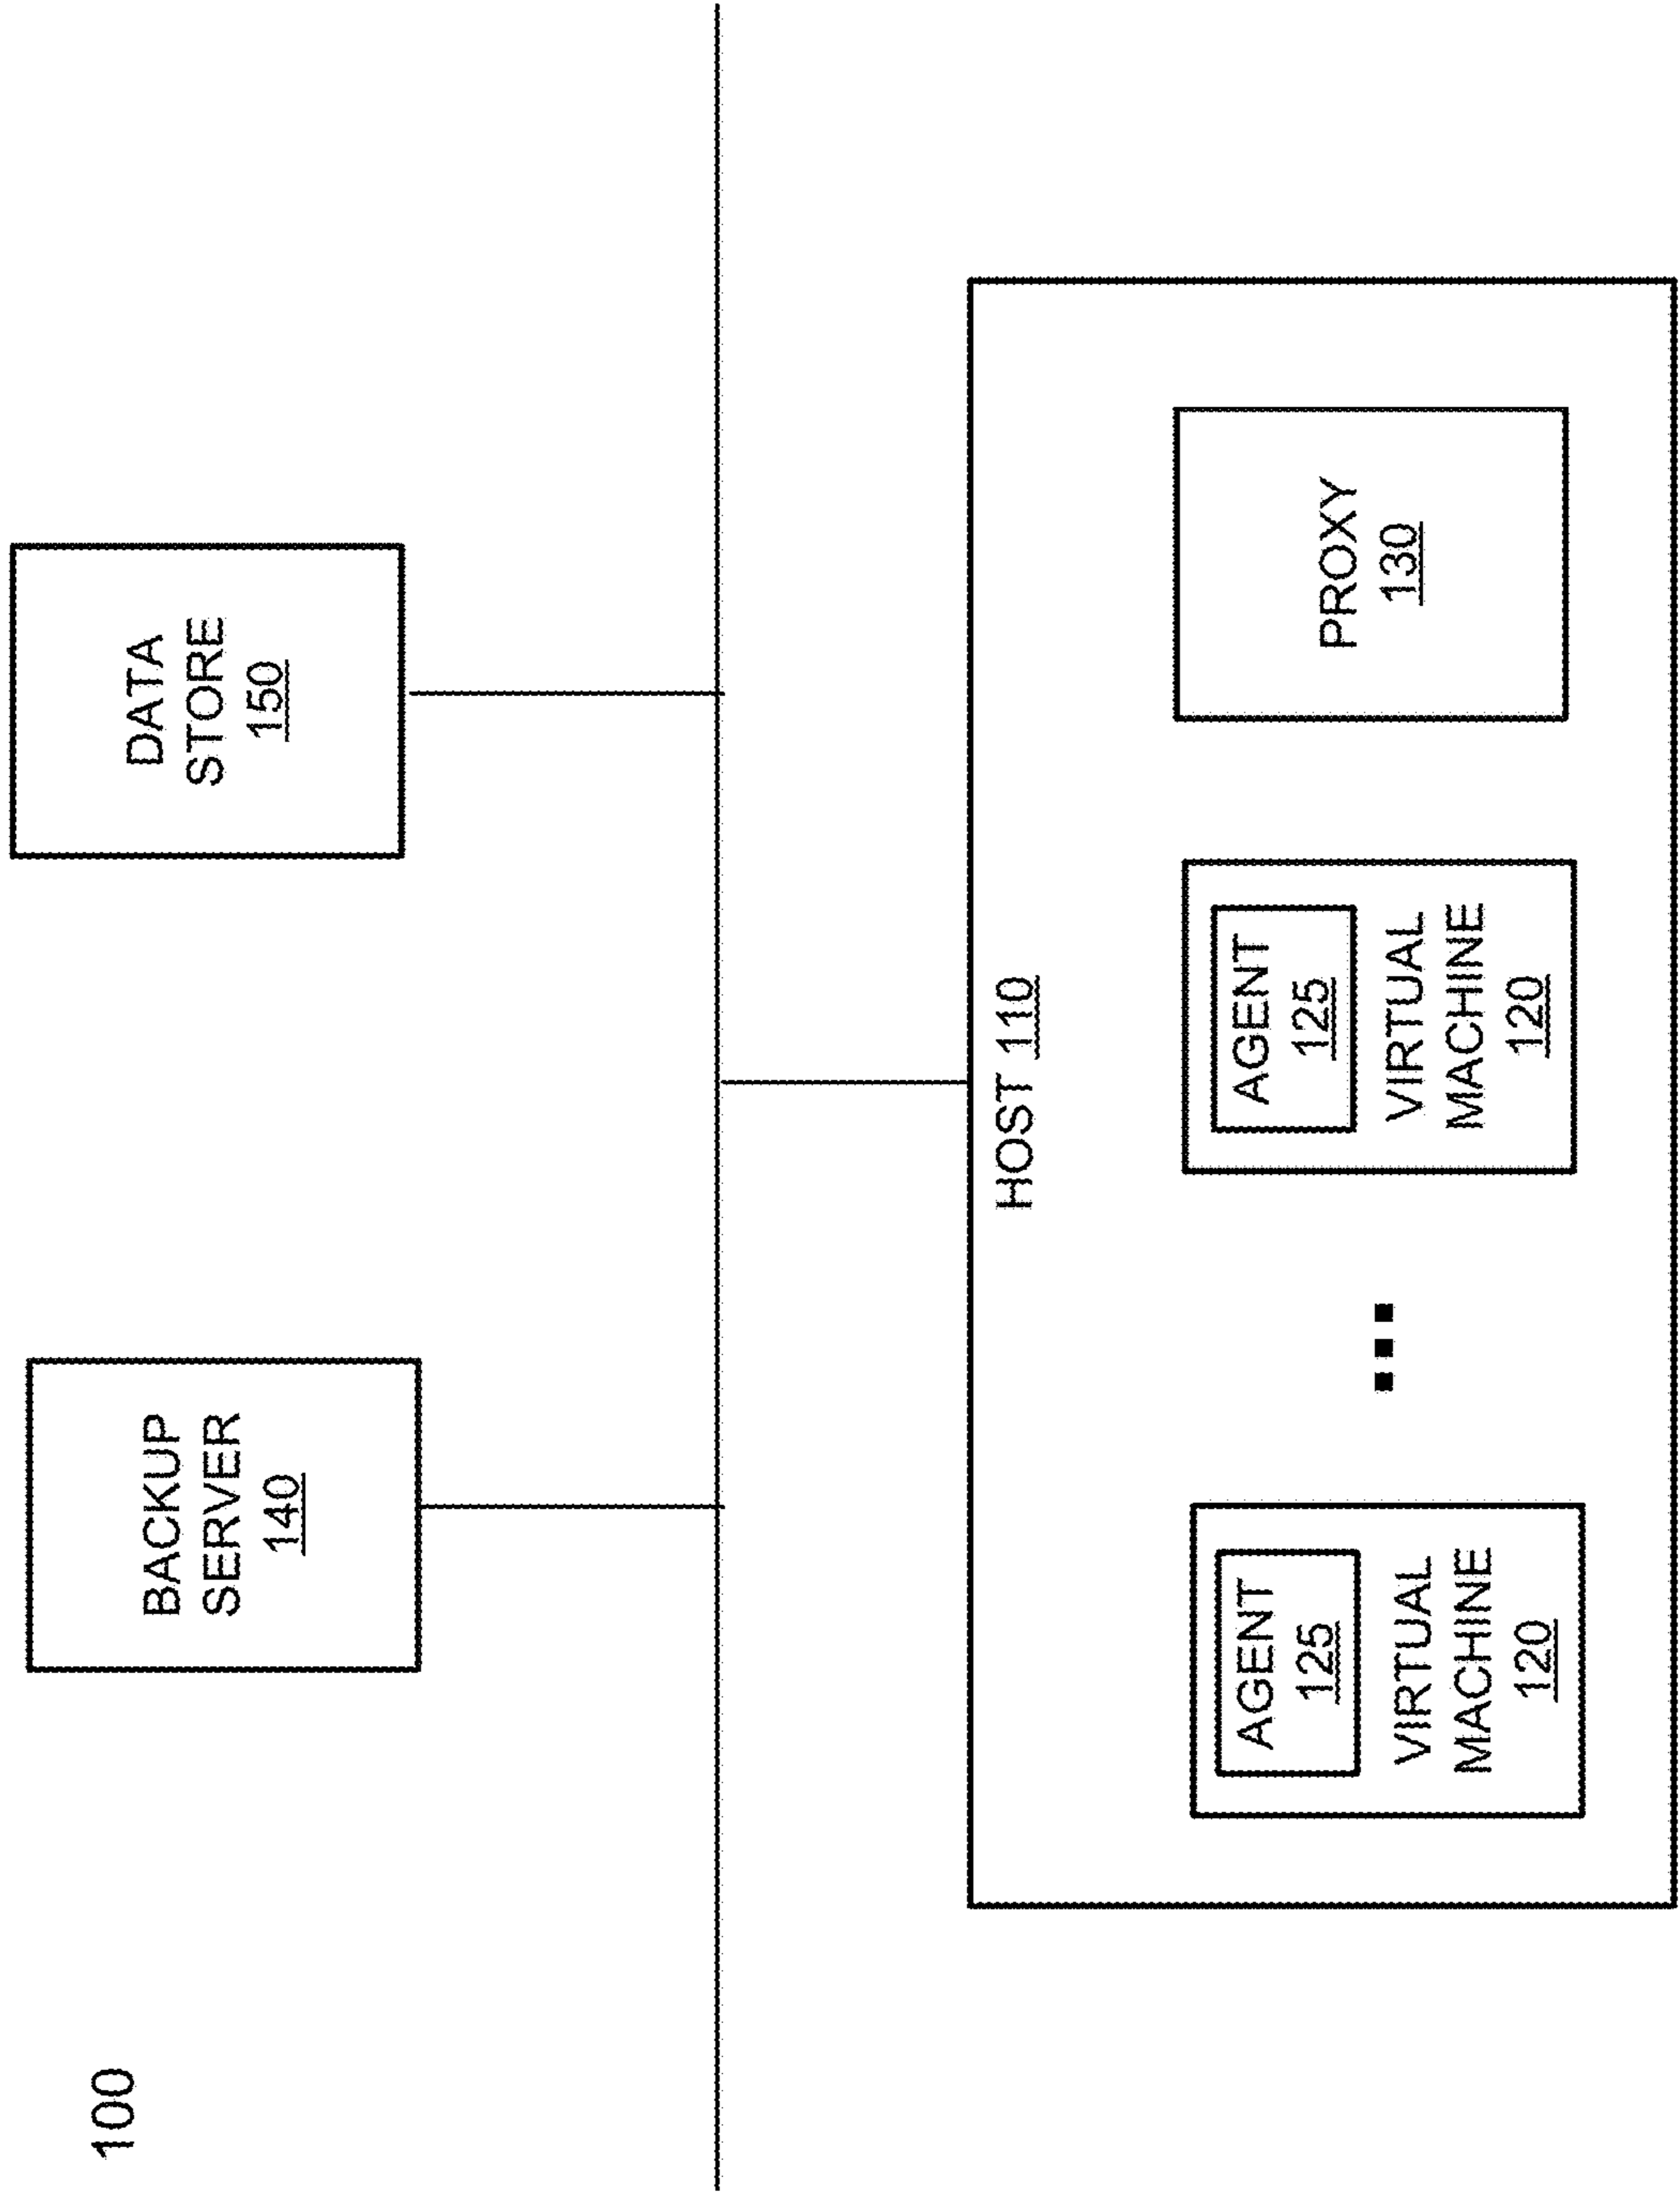 100
BACKUP
SERVER
140
DATA
STORE
150
HOST 110
AGENT
125
VIRTUAL
MACHINE
120
AGENT
125
VIRTUAL
MACHINE
120
PROXY
130